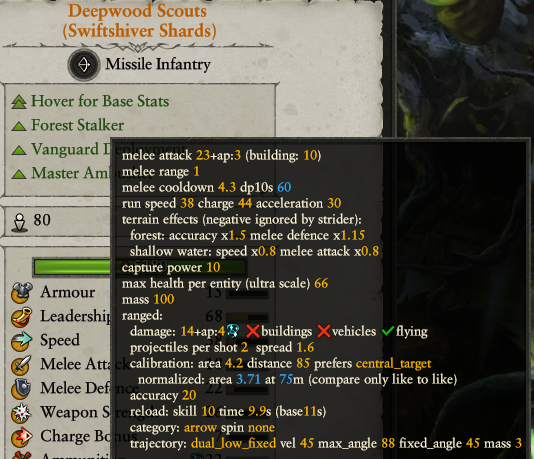 Deepwood Scouts
(Swiftshiver Shards)
Missile Infantry
Hover for Base Stats
Forest Stalker
Vanguard
Master
80
melee attack 23+ap:3 (building: 10)
melee range 1
melee cooldown 4.3 dp10s 60
run speed 38 charge 44 acceleration 30
terrain effects (negative ignored by strider):
forest: accuracy x1.5 melee defence x1.15
shallow water: speed x0.8 melee attack x0.8
capture power 10
max health per entity (ultra scale) 66
mass 100
ranged:
damage: 14+ap:4 buildings vehicles flying
projectiles per shot 2 spread 1.6
calibration: area 4.2 distance 85 prefers central_target
normalized: area 3.71 at 75m (compare only like to like)
accuracy 20
reload: skill 10 time 9.9s (base11s)
category: arrow spin none
trajectory: dual_low_fixed vel 45 max_angle 88 fixed_angle 45 mass 3
Armour
Leadership
Speed
Melee Attack
Melee Defence
Weapon Strength
Charge Bonus